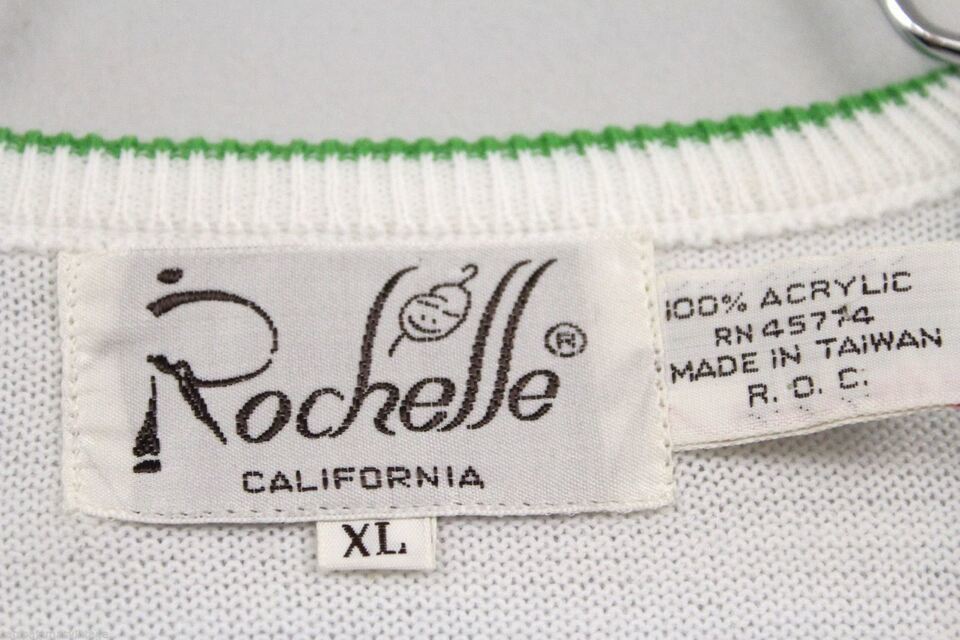 Rochelle ®
CALIFORNIA
XL
100% ACRYLIC
RN 45774
MADE IN TAIWAN
R. O. C.